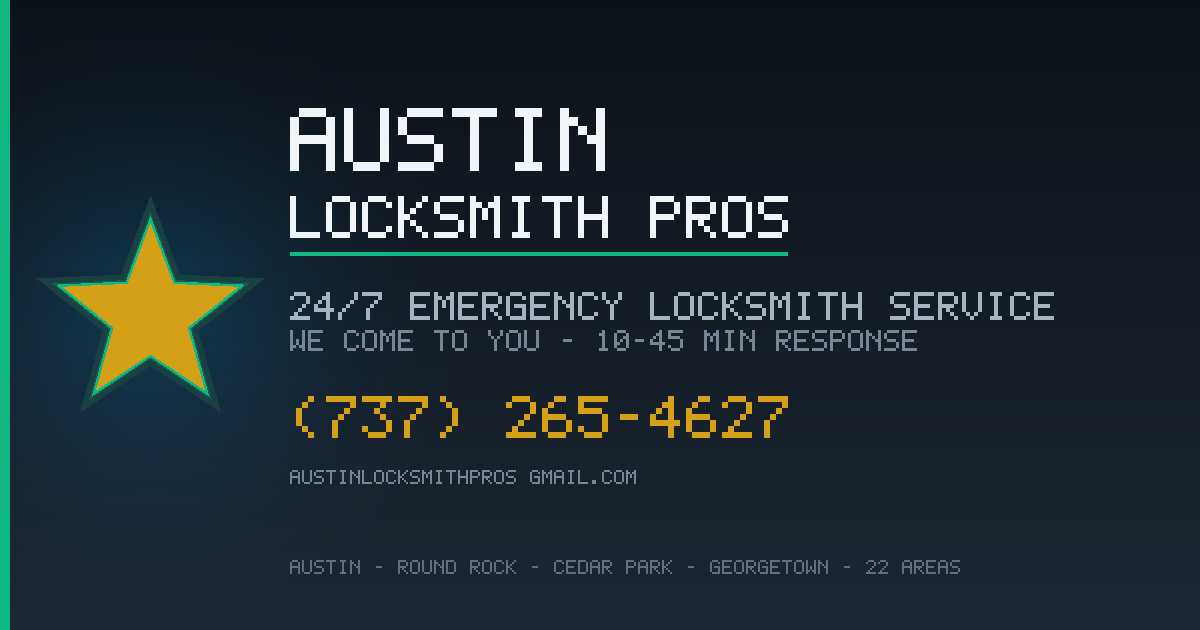 AUSTIN
LOCKSMITH PROS
24/7 EMERGENCY LOCKSMITH SERVICE
WE COME TO YOU - 10-45 MIN RESPONSE
(737) 265-4627
AUSTINLOCKSMITHPROS GMAIL.COM
AUSTIN - ROUND ROCK - CEDAR PARK - GEORGETOWN - 22 AREAS